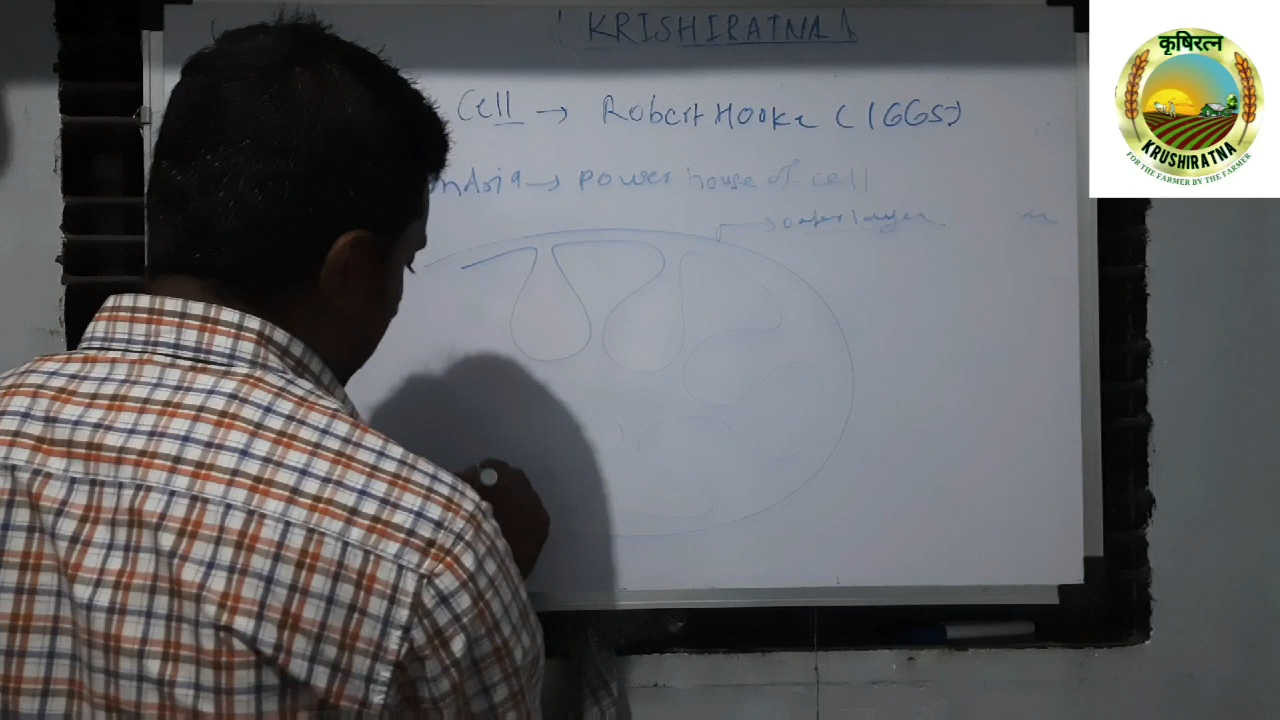 ! KRISHIRATNA !
Cell → Robert Hooke (1665)
ndria → power house of cell
→ outer layer
कृषिरत्न
KRUSHIRATNA
FOR THE FARMER BY THE FARMER